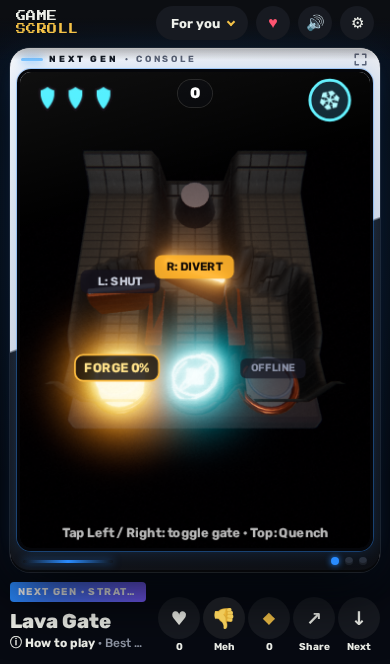 GAME
SCROLL
For you
NEXT GEN • CONSOLE
0
R: DIVERT
L: SHUT
FORGE 0%
OFFLINE
Tap Left / Right: toggle gate • Top: Quench
NEXT GEN • STRAT…
Lava Gate
How to play • Best …
0
Meh
0
Share
Next